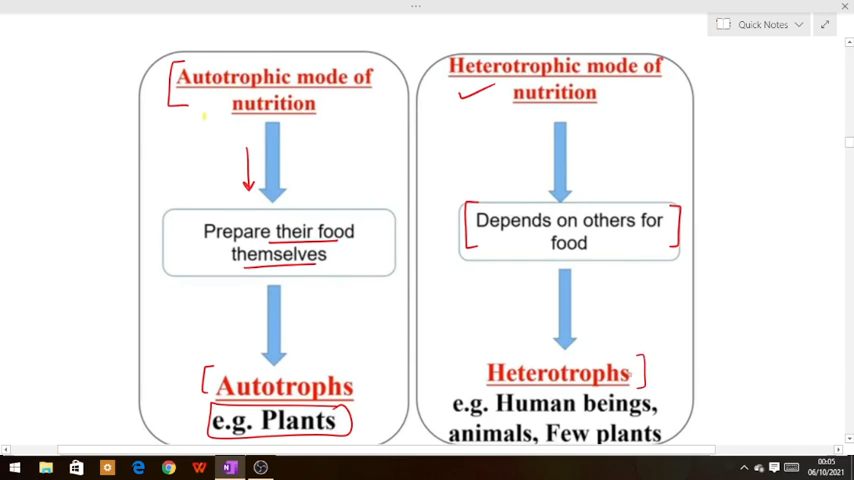 Quick Notes
Autotrophic mode of
nutrition
Prepare their food
themselves
Autotrophs
e.g. Plants
Heterotrophic mode of
nutrition
Depends on others for
food
Heterotrophs
e.g. Human beings,
animals, Few plants
00:05
06/10/2021